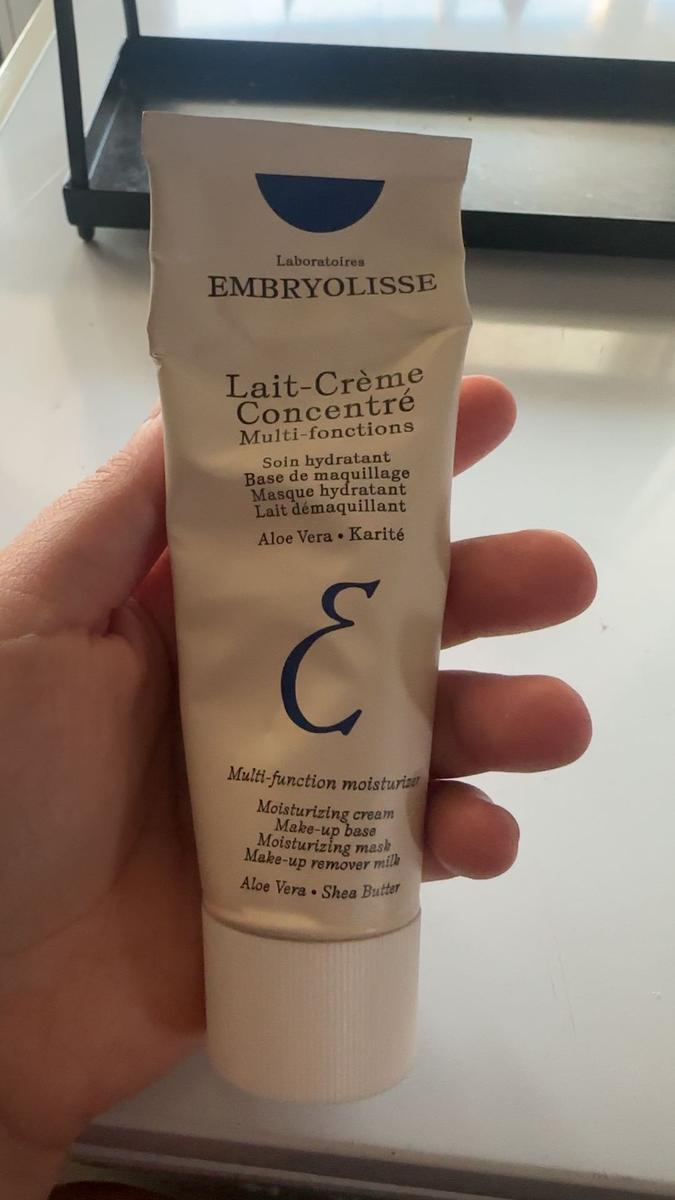 Laboratoires
EMBRYOLISSE
Lait-Crème
Concentré
Multi-fonctions
Soin hydratant
Base de maquillage
Masque hydratant
Lait démaquillant
Aloe Vera • Karité
Ɛ
Multi-function moisturizer
Moisturizing cream
Make-up base
Moisturizing mask
Make-up remover milk
Aloe Vera • Shea Butter